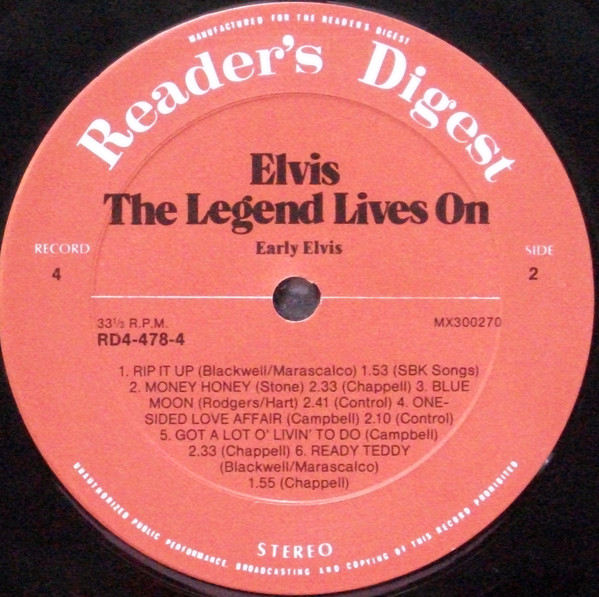 MANUFACTURED FOR THE READER'S DIGEST
Reader's Digest
Elvis
The Legend Lives On
Early Elvis
RECORD
4
SIDE
2
33⅓ R.P.M.
RD4-478-4
MX300270
1. RIP IT UP (Blackwell/Marascalco) 1.53 (SBK Songs)
2. MONEY HONEY (Stone) 2.33 (Chappell) 3. BLUE
MOON (Rodgers/Hart) 2.41 (Control) 4. ONE-
SIDED LOVE AFFAIR (Campbell) 2.10 (Control)
5. GOT A LOT O' LIVIN' TO DO (Campbell)
2.33 (Chappell) 6. READY TEDDY
(Blackwell/Marascalco)
1.55 (Chappell)
STEREO
UNAUTHORIZED PUBLIC PERFORMANCE, BROADCASTING AND COPYING OF THIS RECORD PROHIBITED